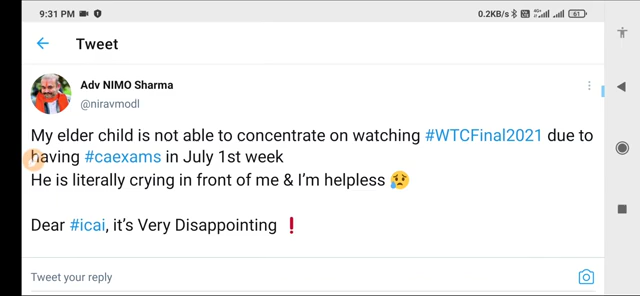 9:31 PM
0.2KB/s
61
Tweet
Adv NIMO Sharma
@niravmodl
My elder child is not able to concentrate on watching #WTCFinal2021 due to
having #caexams in July 1st week
He is literally crying in front of me & I'm helpless 😥
Dear #icai, it's Very Disappointing ❗
Tweet your reply